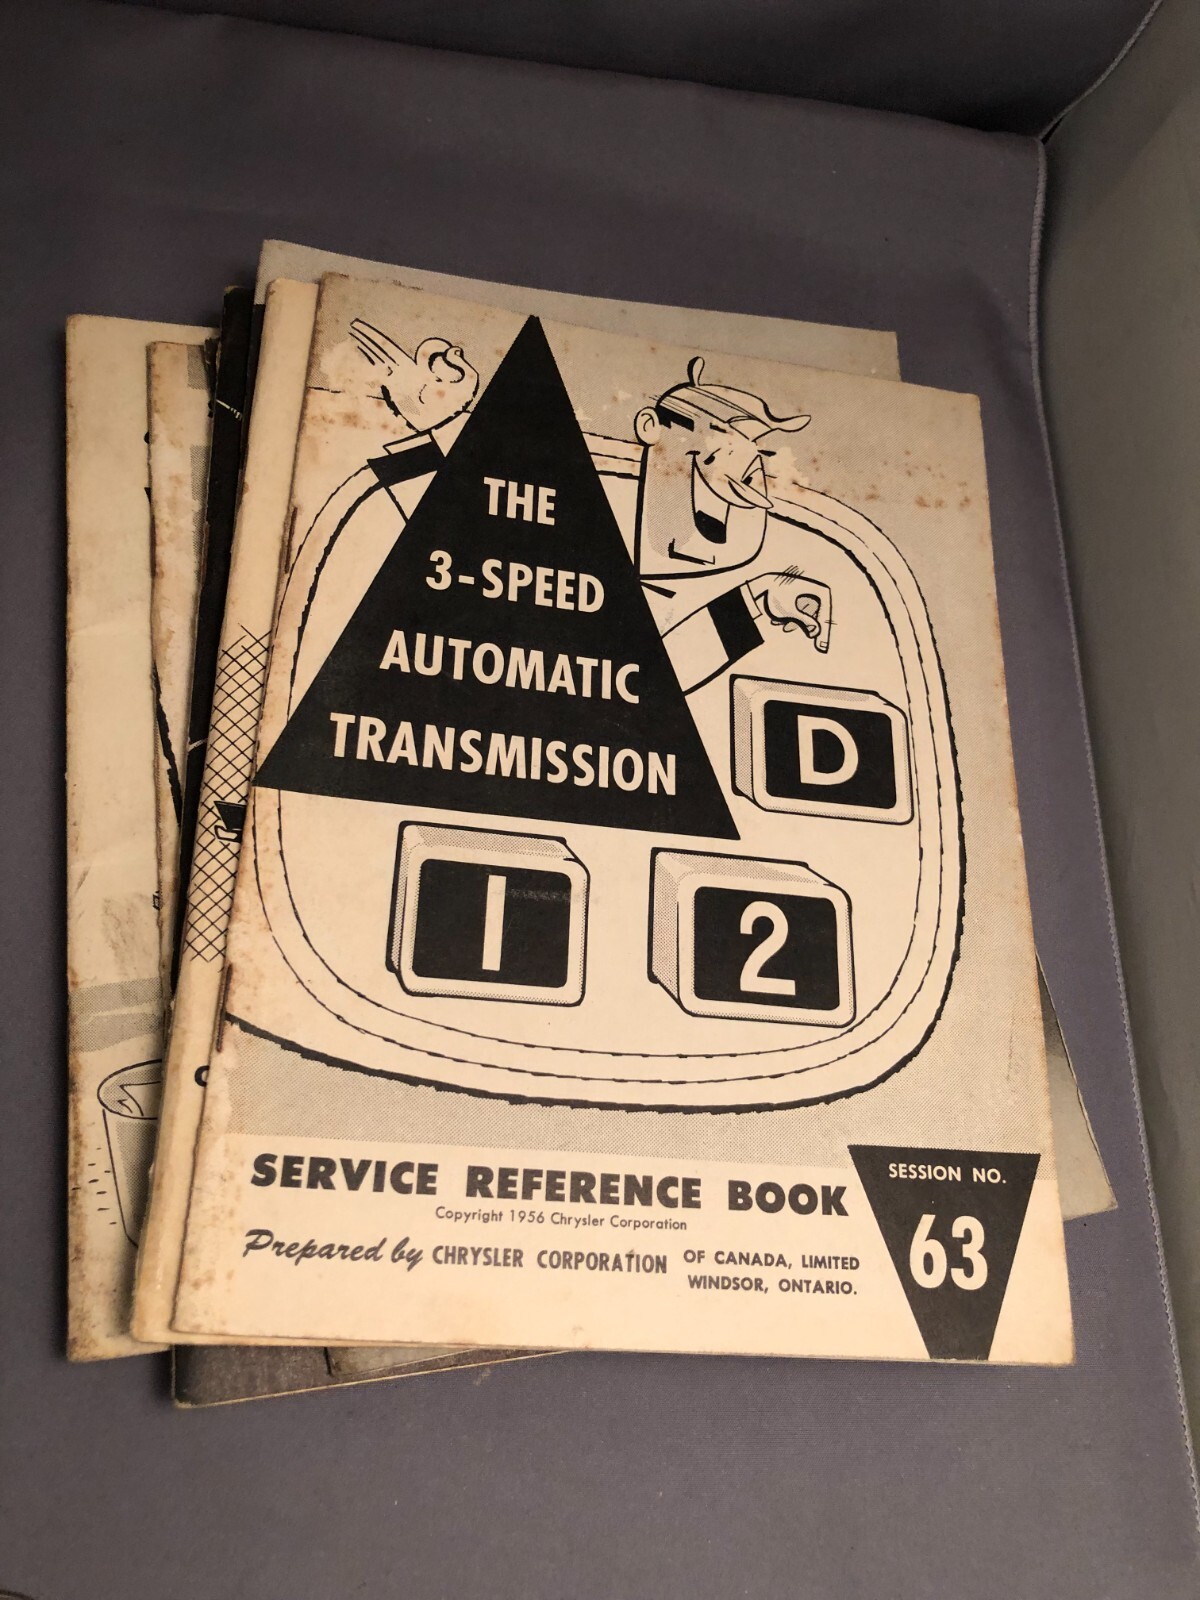 THE
3-SPEED
AUTOMATIC
TRANSMISSION
D
1
2
SERVICE REFERENCE BOOK
Copyright 1956 Chrysler Corporation
Prepared by CHRYSLER CORPORATION OF CANADA, LIMITED
WINDSOR, ONTARIO.
SESSION NO.
63